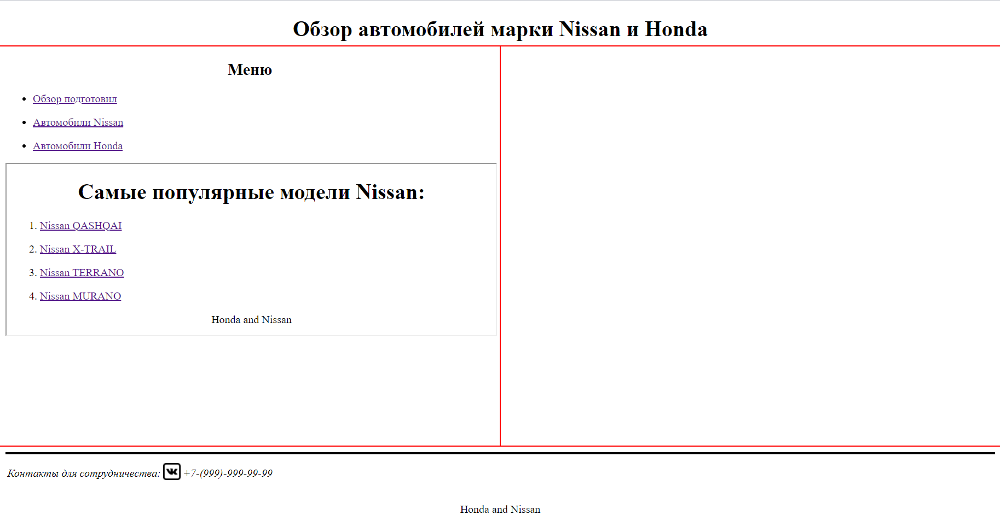 Обзор автомобилей марки Nissan и Honda
Меню
Обзор подготовил
Автомобили Nissan
Автомобили Honda
Самые популярные модели Nissan:
1. Nissan QASHQAI
2. Nissan X-TRAIL
3. Nissan TERRANO
4. Nissan MURANO
Honda and Nissan
Контакты для сотрудничества: +7-(999)-999-99-99
Honda and Nissan